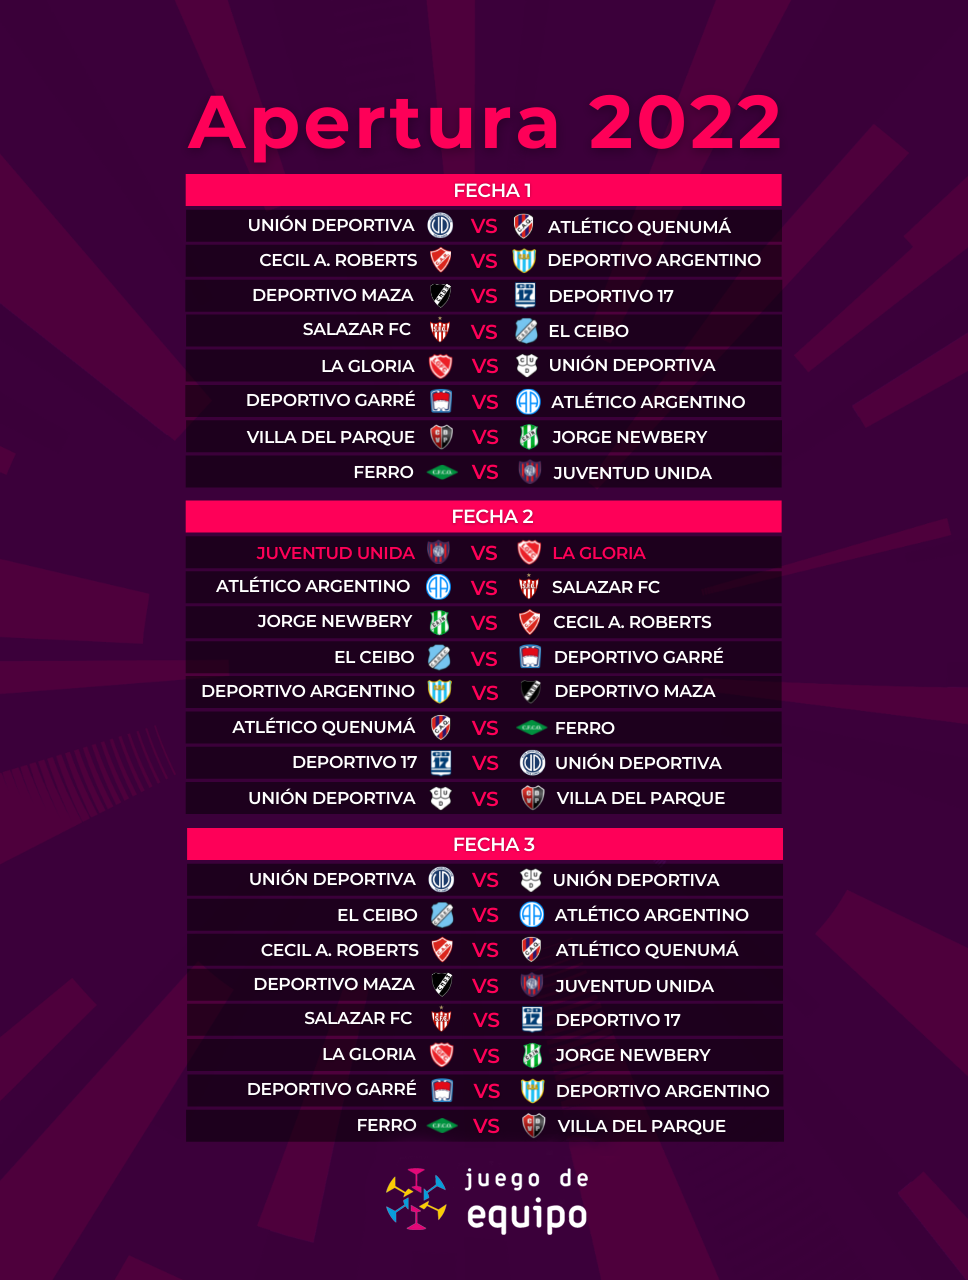 Apertura 2022
FECHA 1
UNIÓN DEPORTIVA VS ATLÉTICO QUENUMÁ
CECIL A. ROBERTS VS DEPORTIVO ARGENTINO
DEPORTIVO MAZA VS DEPORTIVO 17
SALAZAR FC VS EL CEIBO
LA GLORIA VS UNIÓN DEPORTIVA
DEPORTIVO GARRÉ VS ATLÉTICO ARGENTINO
VILLA DEL PARQUE VS JORGE NEWBERY
FERRO VS JUVENTUD UNIDA
FECHA 2
JUVENTUD UNIDA VS LA GLORIA
ATLÉTICO ARGENTINO VS SALAZAR FC
JORGE NEWBERY VS CECIL A. ROBERTS
EL CEIBO VS DEPORTIVO GARRÉ
DEPORTIVO ARGENTINO VS DEPORTIVO MAZA
ATLÉTICO QUENUMÁ VS FERRO
DEPORTIVO 17 VS UNIÓN DEPORTIVA
UNIÓN DEPORTIVA VS VILLA DEL PARQUE
FECHA 3
UNIÓN DEPORTIVA VS UNIÓN DEPORTIVA
EL CEIBO VS ATLÉTICO ARGENTINO
CECIL A. ROBERTS VS ATLÉTICO QUENUMÁ
DEPORTIVO MAZA VS JUVENTUD UNIDA
SALAZAR FC VS DEPORTIVO 17
LA GLORIA VS JORGE NEWBERY
DEPORTIVO GARRÉ VS DEPORTIVO ARGENTINO
FERRO VS VILLA DEL PARQUE
juego de
equipo